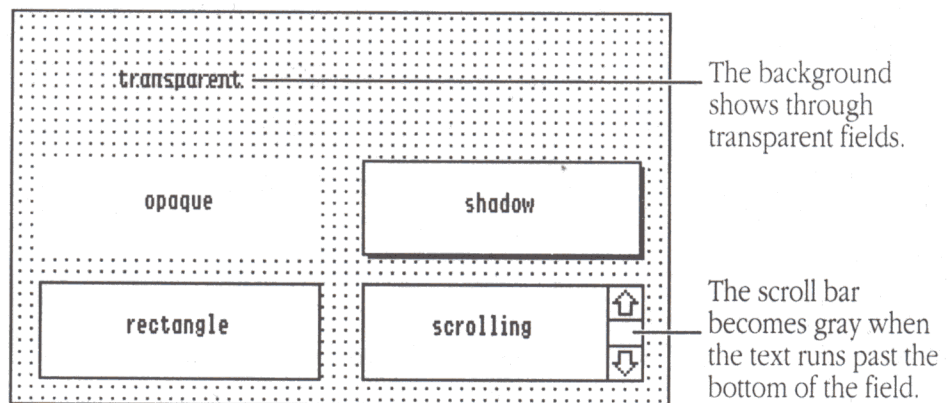 transparent
The background
shows through
transparent fields.
opaque
shadow
rectangle
scrolling
The scroll bar
becomes gray when
the text runs past the
bottom of the field.